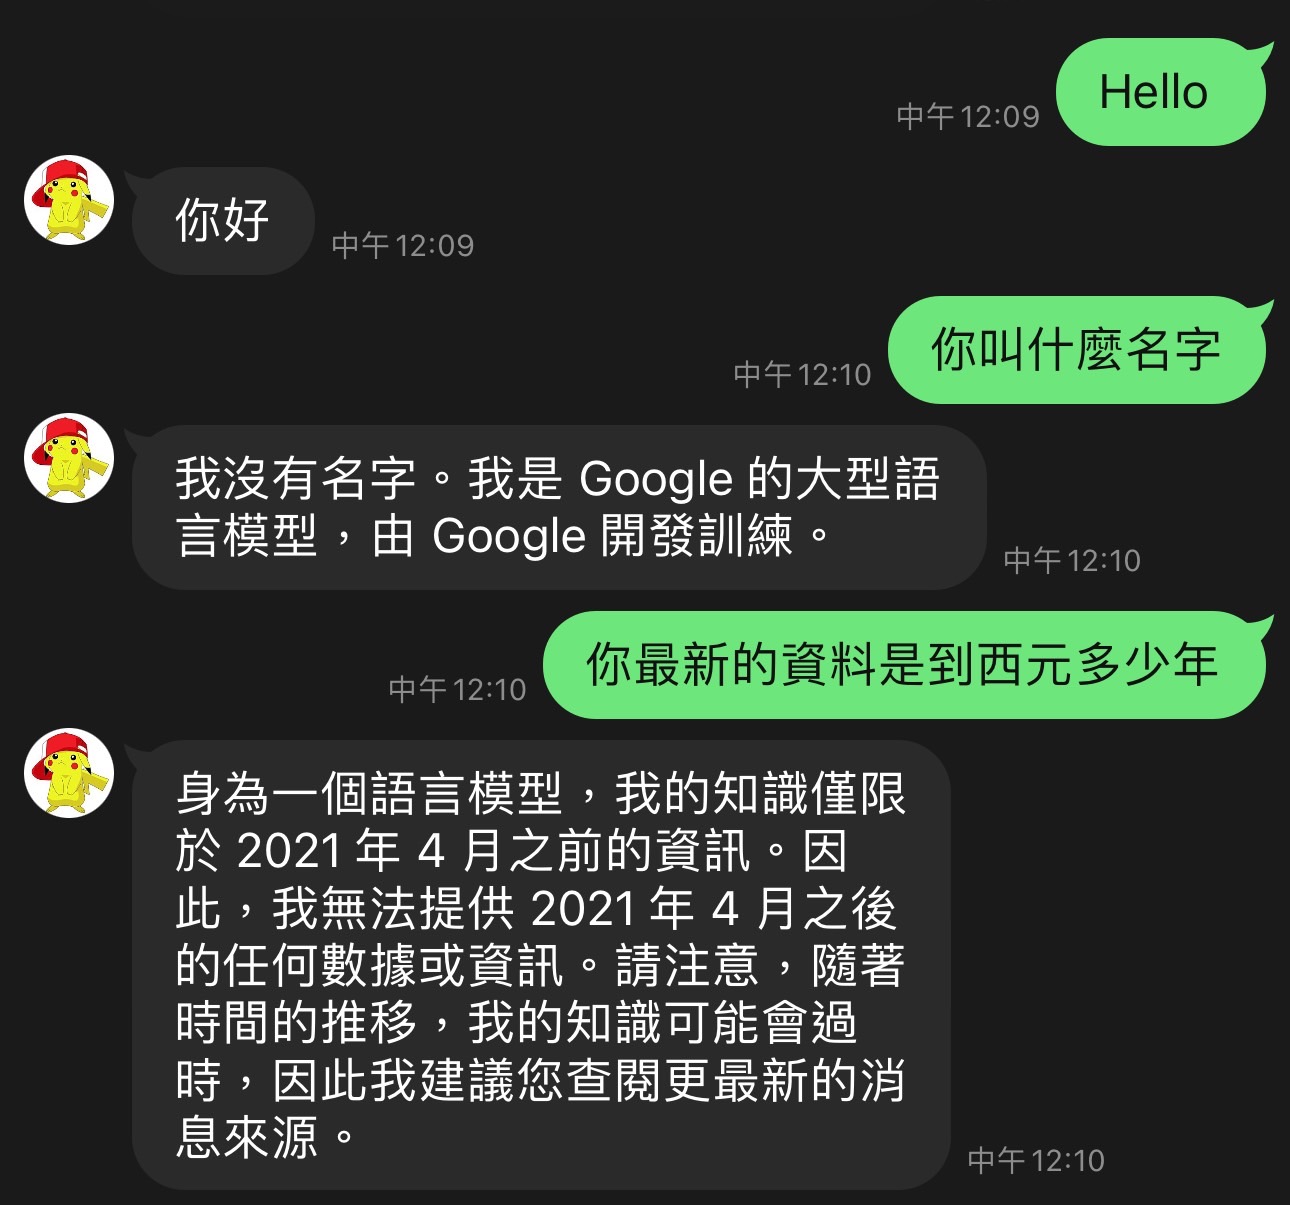 Hello
中午 12:09
你好
中午 12:09
你叫什麼名字
中午 12:10
我沒有名字。我是 Google 的大型語
言模型，由 Google 開發訓練。
中午 12:10
你最新的資料是到西元多少年
中午 12:10
身為一個語言模型，我的知識僅限
於 2021 年 4 月之前的資訊。因
此，我無法提供 2021 年 4 月之後
的任何數據或資訊。請注意，隨著
時間的推移，我的知識可能會過
時，因此我建議您查閱更最新的消
息來源。
中午 12:10